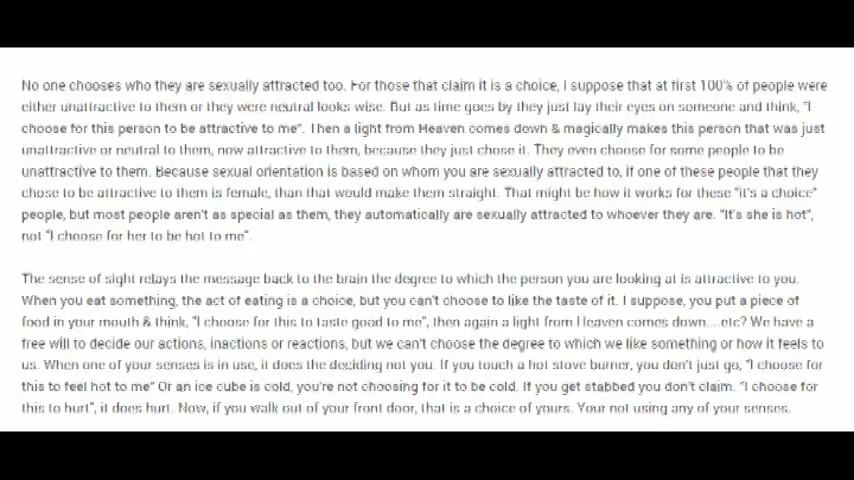 No one chooses who they are sexually attracted too. For those that claim it is a choice, I suppose that at first 100% of people were
either unattractive to them or they were neutral looks wise. But as time goes by they just lay their eyes on someone and think, "I
choose for this person to be attractive to me". Then a light from Heaven comes down & magically makes this person that was just
unattractive or neutral to them, now attractive to them, because they just chose it. They even choose for some people to be
unattractive to them. Because sexual orientation is based on whom you are sexually attracted to, if one of these people that they
chose to be attractive to them is female, than that would make them straight. That might be how it works for these "it's a choice"
people, but most people aren't as special as them, they automatically are sexually attracted to whoever they are. "It's she is hot",
not "I choose for her to be hot to me".
The sense of sight relays the message back to the brain the degree to which the person you are looking at is attractive to you.
When you eat something, the act of eating is a choice, but you can't choose to like the taste of it. I suppose, you put a piece of
food in your mouth & think, "I choose for this to taste good to me", then again a light from Heaven comes down....etc? We have a
free will to decide our actions, inactions or reactions, but we can't choose the degree to which we like something or how it feels to
us. When one of your senses is in use, it does the deciding not you. If you touch a hot stove burner, you don't just go, "I choose for
this to feel hot to me" Or an ice cube is cold, you're not choosing for it to be cold. If you get stabbed you don't claim. "I choose for
this to hurt", it does hurt. Now, if you walk out of your front door, that is a choice of yours. Your not using any of your senses.